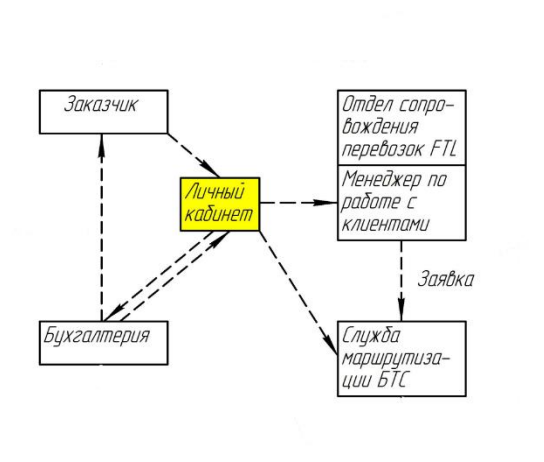 Заказчик
Отдел сопро-
вождения
перевозок FTL
Личный
кабинет
Менеджер по
работе с
клиентами
Заявка
Бухгалтерия
Служба
маршрутиза-
ции БТС